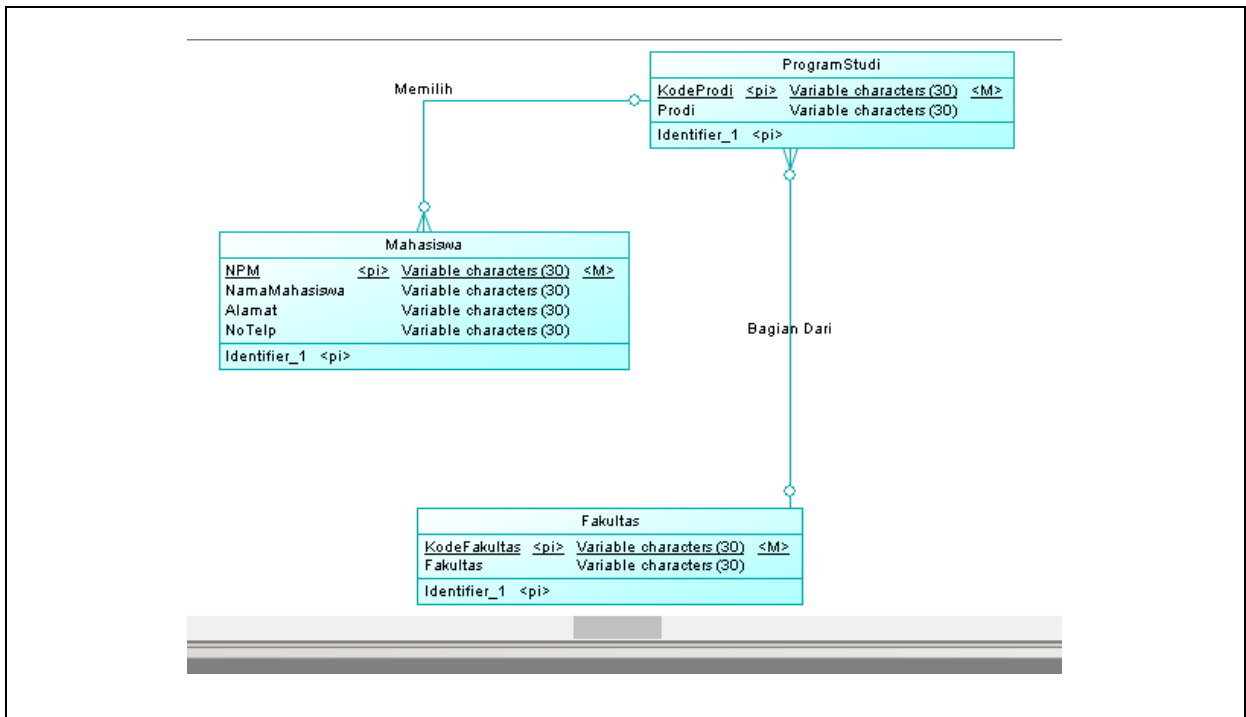 ProgramStudi
KodeProdi <pi> Variable characters (30) <M>
Prodi Variable characters (30)
Identifier_1 <pi>
Memilih
Mahasiswa
NPM <pi> Variable characters (30) <M>
NamaMahasiswa Variable characters (30)
Alamat Variable characters (30)
NoTelp Variable characters (30)
Identifier_1 <pi>
Bagian Dari
Fakultas
KodeFakultas <pi> Variable characters (30) <M>
Fakultas Variable characters (30)
Identifier_1 <pi>